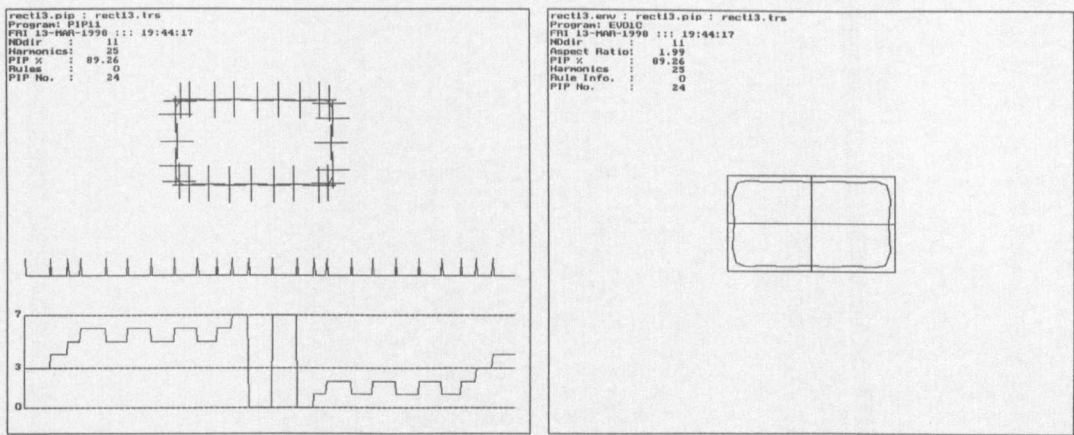 rect13.pip : rect13.trs
Program: PIP11
FRI 13-MAR-1998 ::: 19:44:17
NDdir : 11
Harmonics: 25
PIP % : 89.26
Rules : 0
PIP No. : 24
7
3
0
rect13.env : rect13.pip : rect13.trs
Program: EVD1C
FRI 13-MAR-1998 ::: 19:44:17
NDdir : 11
Aspect Ratio: 1.99
PIP % : 89.26
Harmonics : 25
Rule Info. : 0
PIP No. : 24